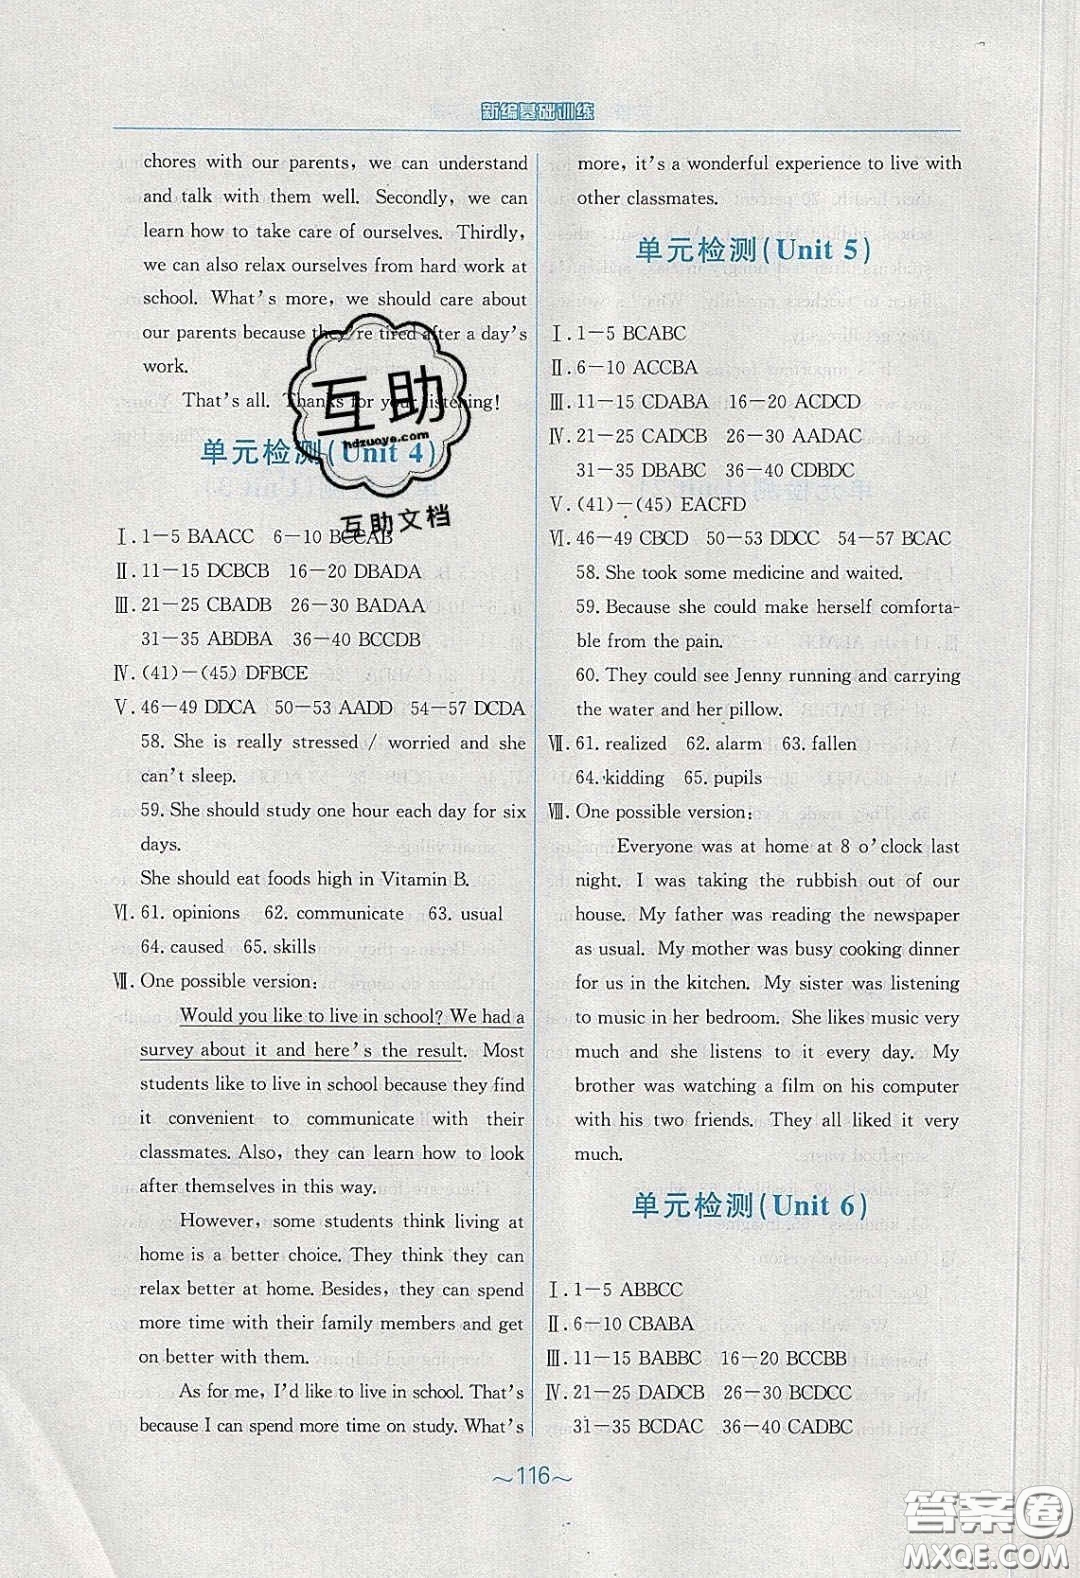 新编基础训练
chores with our parents, we can understand
and talk with them well. Secondly, we can
learn how to take care of ourselves. Thirdly,
we can also relax ourselves from hard work at
school. What's more, we should care about
our parents because they're tired after a day's
work.
That's all. Thanks for your listening!
单元检测(Unit 4)
Ⅰ. 1－5 BAACC 6－10 BCCAB
Ⅱ. 11－15 DCBCB 16－20 DBADA
Ⅲ. 21－25 CBADB 26－30 BADAA
31－35 ABDBA 36－40 BCCDB
Ⅳ. (41)－(45) DFBCE
Ⅴ. 46－49 DDCA 50－53 AADD 54－57 DCDA
58. She is really stressed / worried and she
can't sleep.
59. She should study one hour each day for six
days.
She should eat foods high in Vitamin B.
Ⅵ. 61. opinions 62. communicate 63. usual
64. caused 65. skills
Ⅶ. One possible version:
Would you like to live in school? We had a
survey about it and here's the result. Most
students like to live in school because they find
it convenient to communicate with their
classmates. Also, they can learn how to look
after themselves in this way.
However, some students think living at
home is a better choice. They think they can
relax better at home. Besides, they can spend
more time with their family members and get
on better with them.
As for me, I'd like to live in school. That's
because I can spend more time on study. What's
more, it's a wonderful experience to live with
other classmates.
单元检测(Unit 5)
Ⅰ. 1－5 BCABC
Ⅱ. 6－10 ACCBA
Ⅲ. 11－15 CDABA 16－20 ACDCD
Ⅳ. 21－25 CADCB 26－30 AADAC
31－35 DBABC 36－40 CDBDC
Ⅴ. (41)－(45) EACFD
Ⅵ. 46－49 CBCD 50－53 DDCC 54－57 BCAC
58. She took some medicine and waited.
59. Because she could make herself comforta-
ble from the pain.
60. They could see Jenny running and carrying
the water and her pillow.
Ⅶ. 61. realized 62. alarm 63. fallen
64. kidding 65. pupils
Ⅷ. One possible version:
Everyone was at home at 8 o'clock last
night. I was taking the rubbish out of our
house. My father was reading the newspaper
as usual. My mother was busy cooking dinner
for us in the kitchen. My sister was listening
to music in her bedroom. She likes music very
much and she listens to it every day. My
brother was watching a film on his computer
with his two friends. They all liked it very
much.
单元检测(Unit 6)
Ⅰ. 1－5 ABBCC
Ⅱ. 6－10 CBABA
Ⅲ. 11－15 BABBC 16－20 BCCBB
Ⅳ. 21－25 DADCB 26－30 BCDCC
31－35 BCDAC 36－40 CADBC
～116～
互助
hdzuoye.com
互助文档
答案圈
MXQE.COM